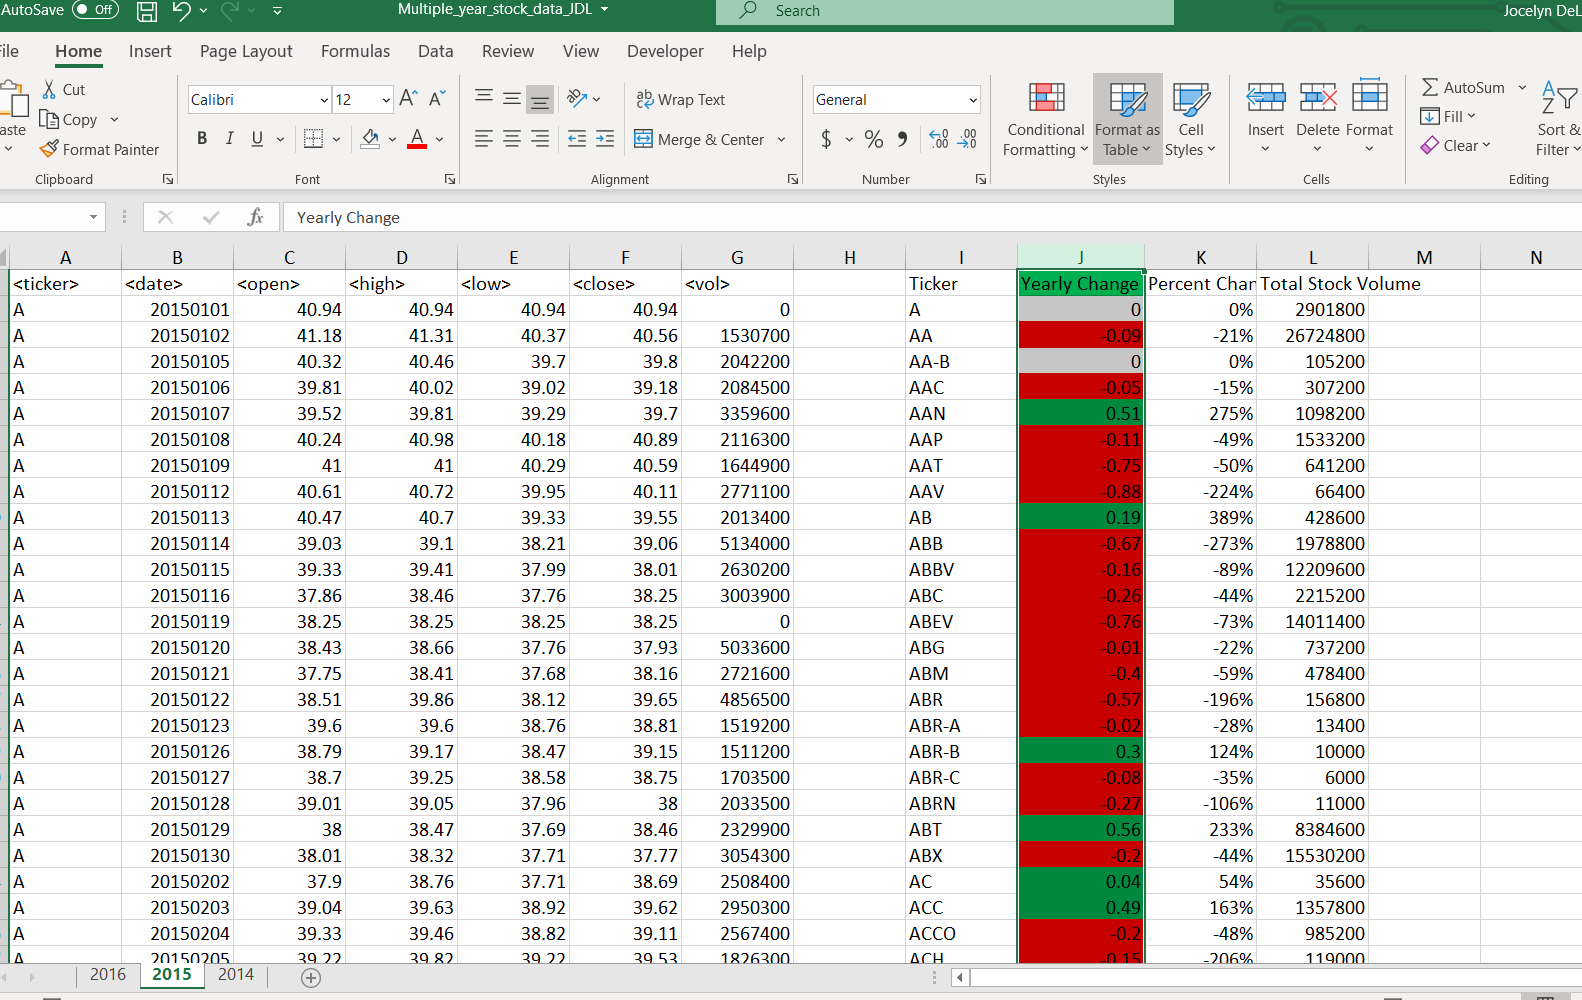 AutoSave Off Multiple_year_stock_data_JDL Search Jocelyn DeL
File Home Insert Page Layout Formulas Data Review View Developer Help
Cut
Copy
Format Painter
Clipboard
Calibri 12
B I U
Font
Wrap Text
Merge & Center
Alignment
General
$ % 
Number
Conditional Formatting
Format as Table
Cell Styles
Styles
Insert Delete Format
Cells
AutoSum
Fill
Clear
Sort & Filter
Editing
fx Yearly Change
A B C D E F G H I J K L M N
<ticker> <date> <open> <high> <low> <close> <vol> Ticker Yearly Change Percent Chan Total Stock Volume
A 20150101 40.94 40.94 40.94 40.94 0 A 0 0% 2901800
A 20150102 41.18 41.31 40.37 40.56 1530700 AA -0.09 -21% 26724800
A 20150105 40.32 40.46 39.7 39.8 2042200 AA-B 0 0% 105200
A 20150106 39.81 40.02 39.02 39.18 2084500 AAC -0.05 -15% 307200
A 20150107 39.52 39.81 39.29 39.7 3359600 AAN 0.51 275% 1098200
A 20150108 40.24 40.98 40.18 40.89 2116300 AAP -0.11 -49% 1533200
A 20150109 41 41 40.29 40.59 1644900 AAT -0.75 -50% 641200
A 20150112 40.61 40.72 39.95 40.11 2771100 AAV -0.88 -224% 66400
A 20150113 40.47 40.7 39.33 39.55 2013400 AB 0.19 389% 428600
A 20150114 39.03 39.1 38.21 39.06 5134000 ABB -0.67 -273% 1978800
A 20150115 39.33 39.41 37.99 38.01 2630200 ABBV -0.16 -89% 12209600
A 20150116 37.86 38.46 37.76 38.25 3003900 ABC -0.26 -44% 2215200
A 20150119 38.25 38.25 38.25 38.25 0 ABEV -0.76 -73% 14011400
A 20150120 38.43 38.66 37.76 37.93 5033600 ABG -0.01 -22% 737200
A 20150121 37.75 38.41 37.68 38.16 2721600 ABM -0.4 -59% 478400
A 20150122 38.51 39.86 38.12 39.65 4856500 ABR -0.57 -196% 156800
A 20150123 39.6 39.6 38.76 38.81 1519200 ABR-A -0.02 -28% 13400
A 20150126 38.79 39.17 38.47 39.15 1511200 ABR-B 0.3 124% 10000
A 20150127 38.7 39.25 38.58 38.75 1703500 ABR-C -0.08 -35% 6000
A 20150128 39.01 39.05 37.96 38 2033500 ABRN -0.27 -106% 11000
A 20150129 38 38.47 37.69 38.46 2329900 ABT 0.56 233% 8384600
A 20150130 38.01 38.32 37.71 37.77 3054300 ABX -0.2 -44% 15530200
A 20150202 37.9 38.76 37.71 38.69 2508400 AC 0.04 54% 35600
A 20150203 39.04 39.63 38.92 39.62 2950300 ACC 0.49 163% 1357800
A 20150204 39.33 39.46 38.82 39.11 2567400 ACCO -0.2 -48% 985200
A 20150205 39.22 39.82 39.22 39.53 1826300 ACH -0.15 -206% 119000
2016 2015 2014